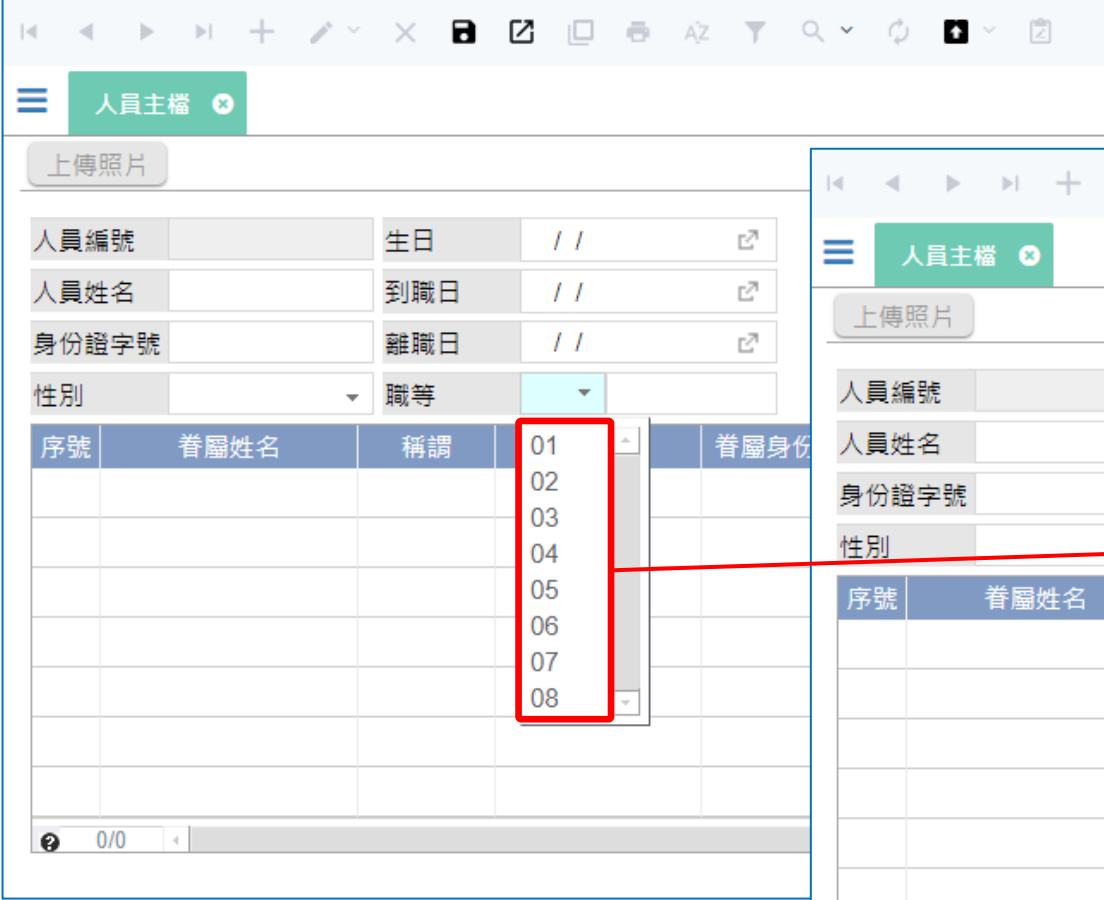 人員主檔
上傳照片
人員編號 生日 / /
人員姓名 到職日 / /
身份證字號 離職日 / /
性別 職等
序號 眷屬姓名 稱謂 眷屬身份
01
02
03
04
05
06
07
08
0/0
人員主檔
上傳照片
人員編號
人員姓名
身份證字號
性別
序號 眷屬姓名